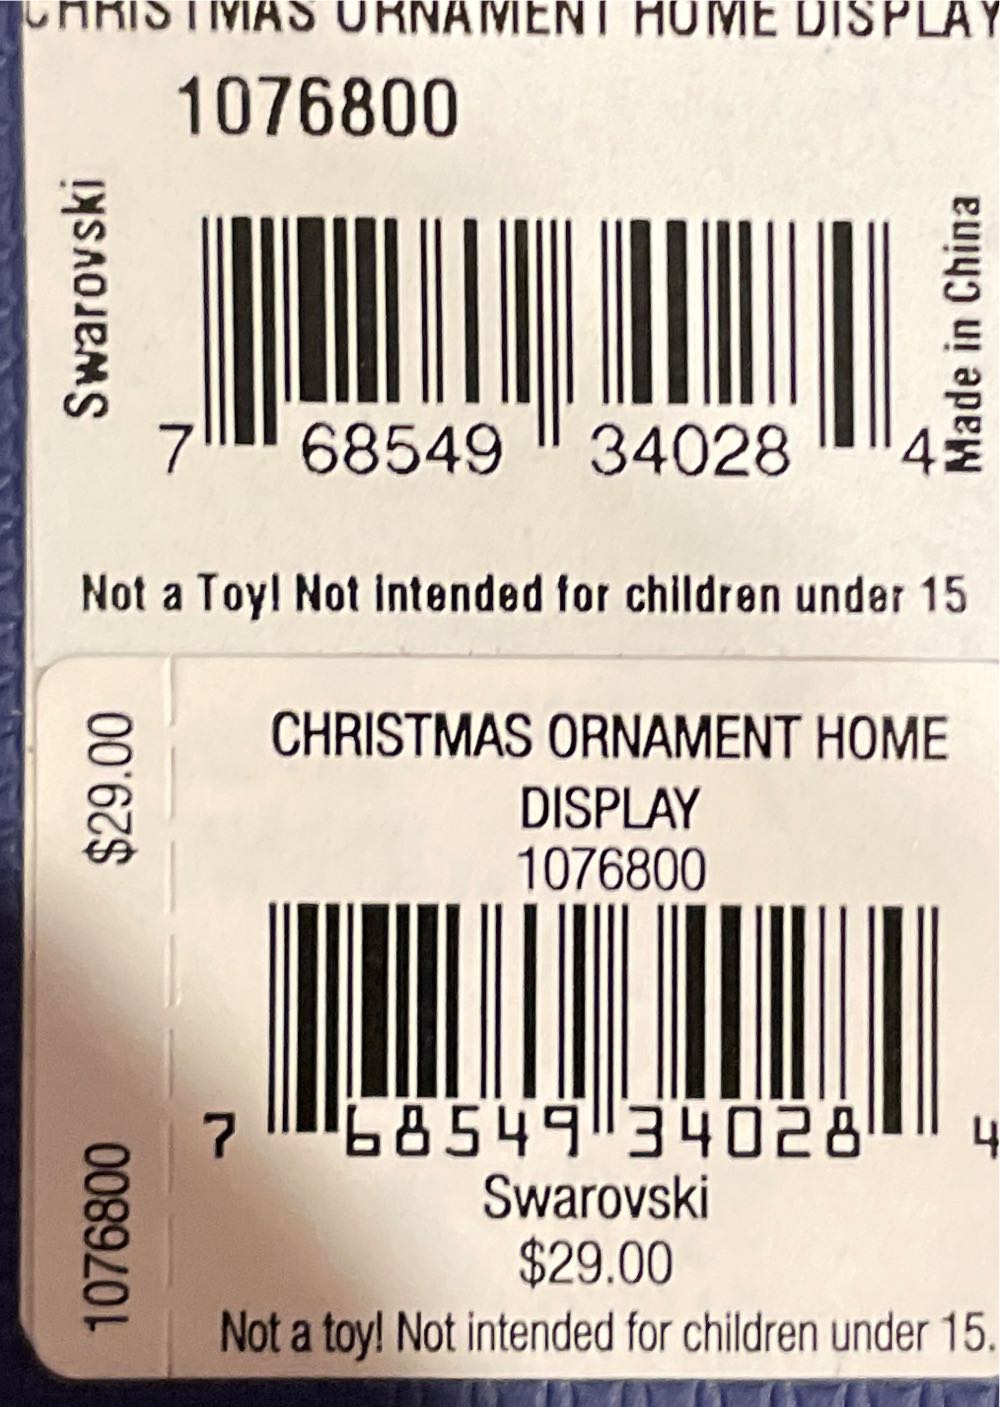 CHRISTMAS ORNAMENT HOME DISPLAY
1076800
Swarovski
Made in China
7 68549 34028 4
Not a Toy! Not intended for children under 15
$29.00
1076800
CHRISTMAS ORNAMENT HOME
DISPLAY
1076800
7 68549 34028 4
Swarovski
$29.00
Not a toy! Not intended for children under 15.